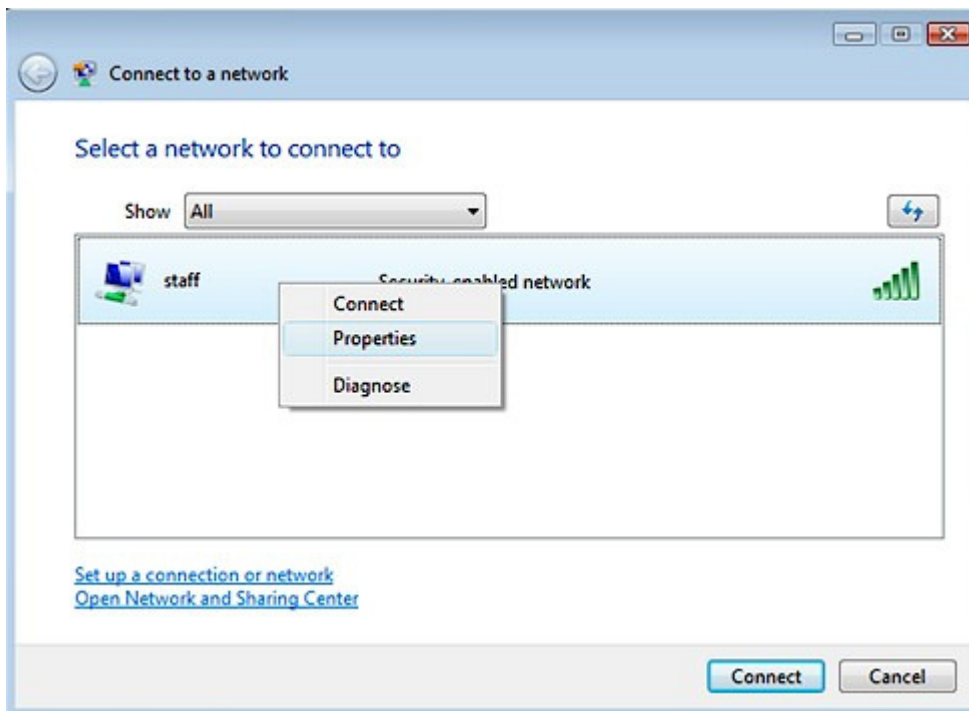 Connect to a network
Select a network to connect to
Show All
staff Security-enabled network
Connect
Properties
Diagnose
Set up a connection or network
Open Network and Sharing Center
Connect Cancel